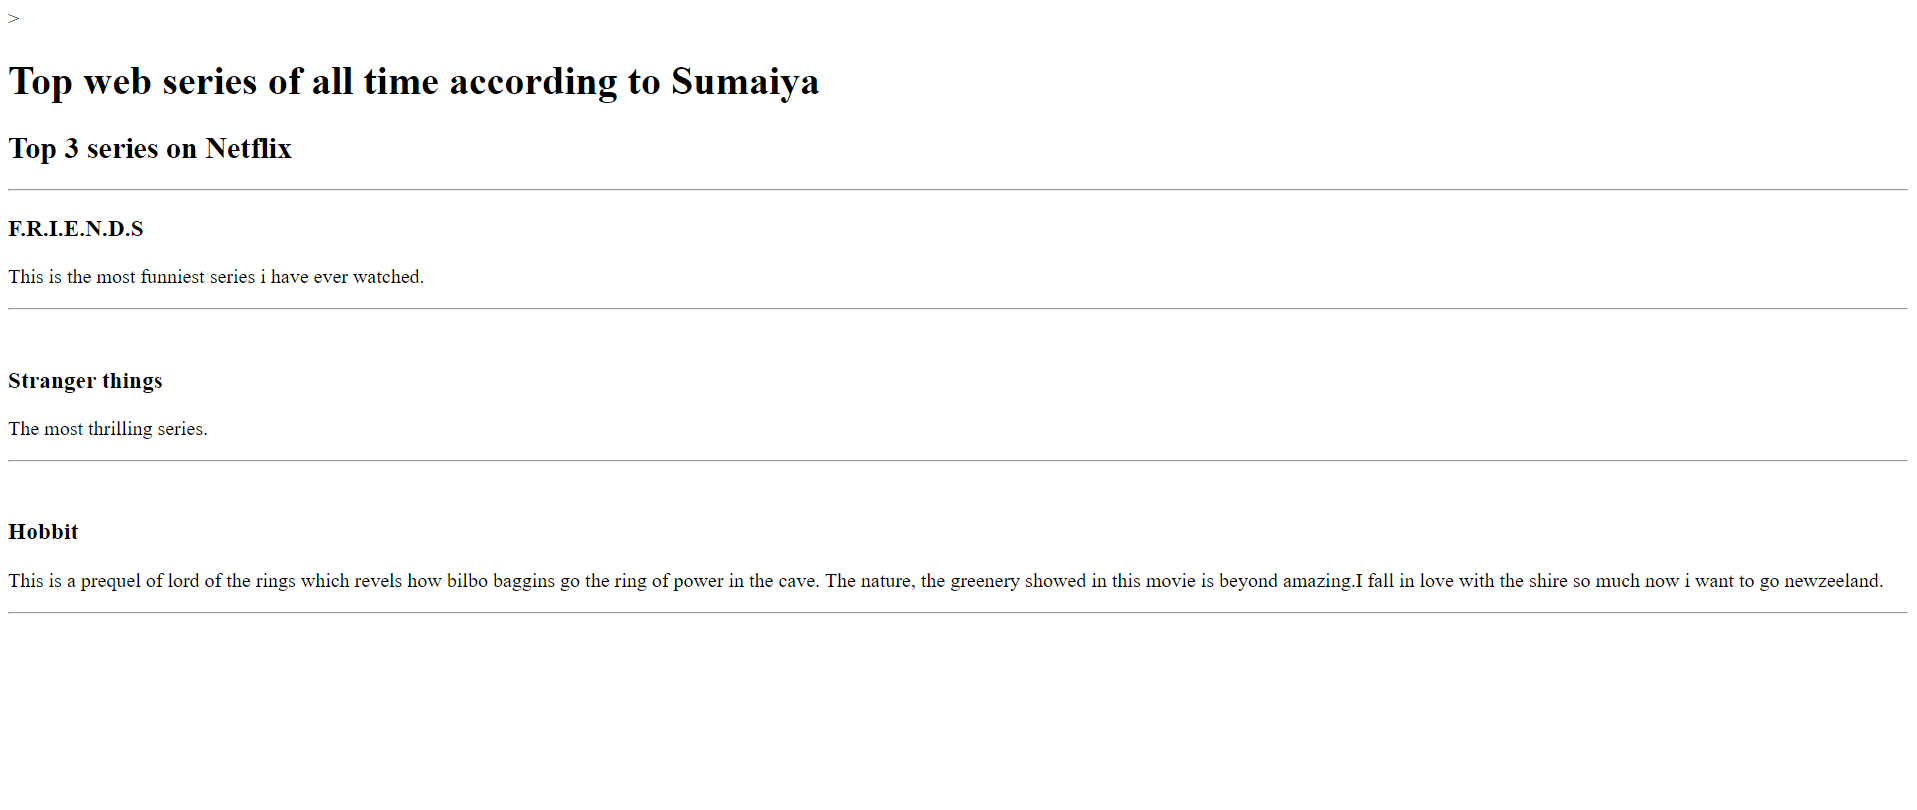 >
Top web series of all time according to Sumaiya
Top 3 series on Netflix
F.R.I.E.N.D.S
This is the most funniest series i have ever watched.
Stranger things
The most thrilling series.
Hobbit
This is a prequel of lord of the rings which revels how bilbo baggins go the ring of power in the cave. The nature, the greenery showed in this movie is beyond amazing.I fall in love with the shire so much now i want to go newzeeland.